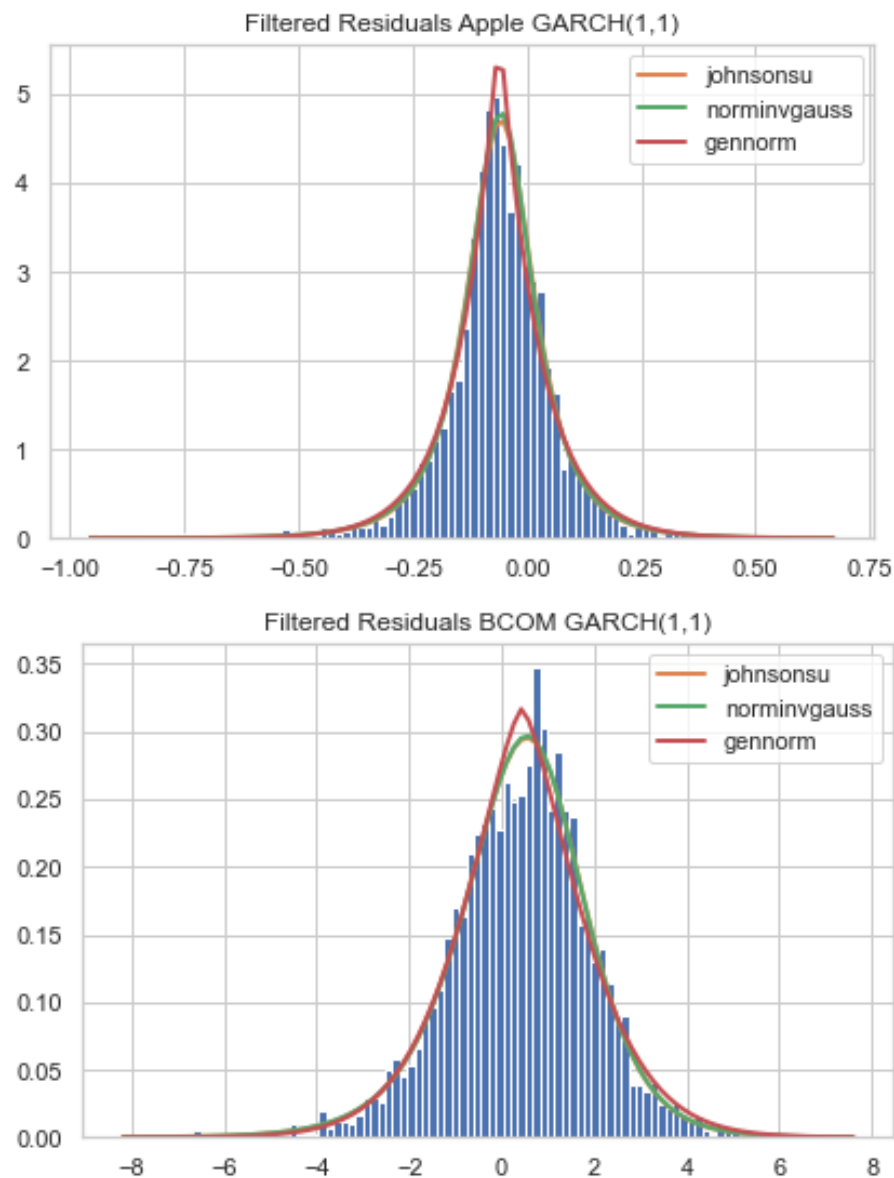 Filtered Residuals Apple GARCH(1,1)
johnsonsu
norminvgauss
gennorm
5
4
3
2
1
0
−1.00 −0.75 −0.50 −0.25 0.00 0.25 0.50 0.75
Filtered Residuals BCOM GARCH(1,1)
johnsonsu
norminvgauss
gennorm
0.35
0.30
0.25
0.20
0.15
0.10
0.05
0.00
−8 −6 −4 −2 0 2 4 6 8